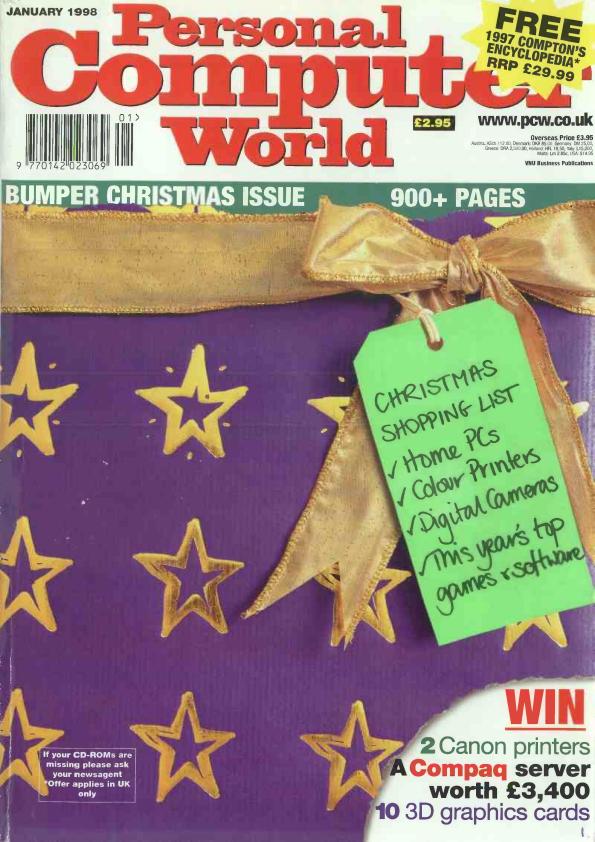 JANUARY 1998
Personal
Computer
World
FREE
1997 COMPTON'S
ENCYCLOPEDIA*
RRP £29.99
£2.95
www.pcw.co.uk
Overseas Price £3.95
VNU Business Publications
01>
9 770142 023069
BUMPER CHRISTMAS ISSUE 900+ PAGES
CHRISTMAS
SHOPPING LIST
✓ Home PCs
✓ Colour Printers
✓ Digital Cameras
✓ This year's top
games & software
WIN
2 Canon printers
A Compaq server
worth £3,400
10 3D graphics cards
If your CD-ROMs are
missing please ask
your newsagent
*Offer applies in UK
only